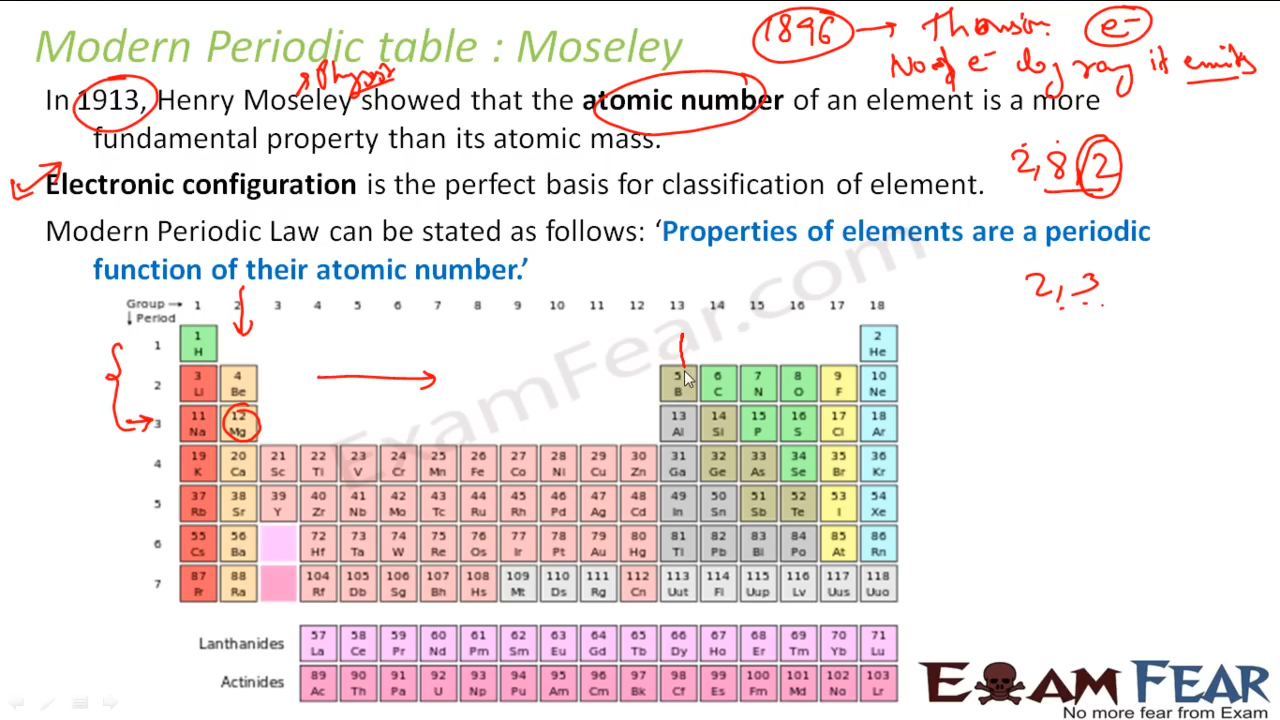 Modern Periodic table : Moseley
1896 → e-
No of e- ray it emits
In 1913, Henry Moseley showed that the atomic number of an element is a more
fundamental property than its atomic mass.
2, 8, 2
Electronic configuration is the perfect basis for classification of element.
Modern Periodic Law can be stated as follows: ‘Properties of elements are a periodic
function of their atomic number.’
2, 3
Group → 1 2 3 4 5 6 7 8 9 10 11 12 13 14 15 16 17 18
↓ Period
1 1 2
H He
2 3 4 5 6 7 8 9 10
Li Be B C N O F Ne
3 11 12 13 14 15 16 17 18
Na Mg Al Si P S Cl Ar
4 19 20 21 22 23 24 25 26 27 28 29 30 31 32 33 34 35 36
K Ca Sc Ti V Cr Mn Fe Co Ni Cu Zn Ga Ge As Se Br Kr
5 37 38 39 40 41 42 43 44 45 46 47 48 49 50 51 52 53 54
Rb Sr Y Zr Nb Mo Tc Ru Rh Pd Ag Cd In Sn Sb Te I Xe
6 55 56 72 73 74 75 76 77 78 79 80 81 82 83 84 85 86
Cs Ba Hf Ta W Re Os Ir Pt Au Hg Tl Pb Bi Po At Rn
7 87 88 104 105 106 107 108 109 110 111 112 113 114 115 116 117 118
Fr Ra Rf Db Sg Bh Hs Mt Ds Rg Cn Uut Fl Uup Lv Uus Uuo
Lanthanides 57 58 59 60 61 62 63 64 65 66 67 68 69 70 71
La Ce Pr Nd Pm Sm Eu Gd Tb Dy Ho Er Tm Yb Lu
Actinides 89 90 91 92 93 94 95 96 97 98 99 100 101 102 103
Ac Th Pa U Np Pu Am Cm Bk Cf Es Fm Md No Lr
ExamFear.com
EXAM FEAR
No more fear from Exam